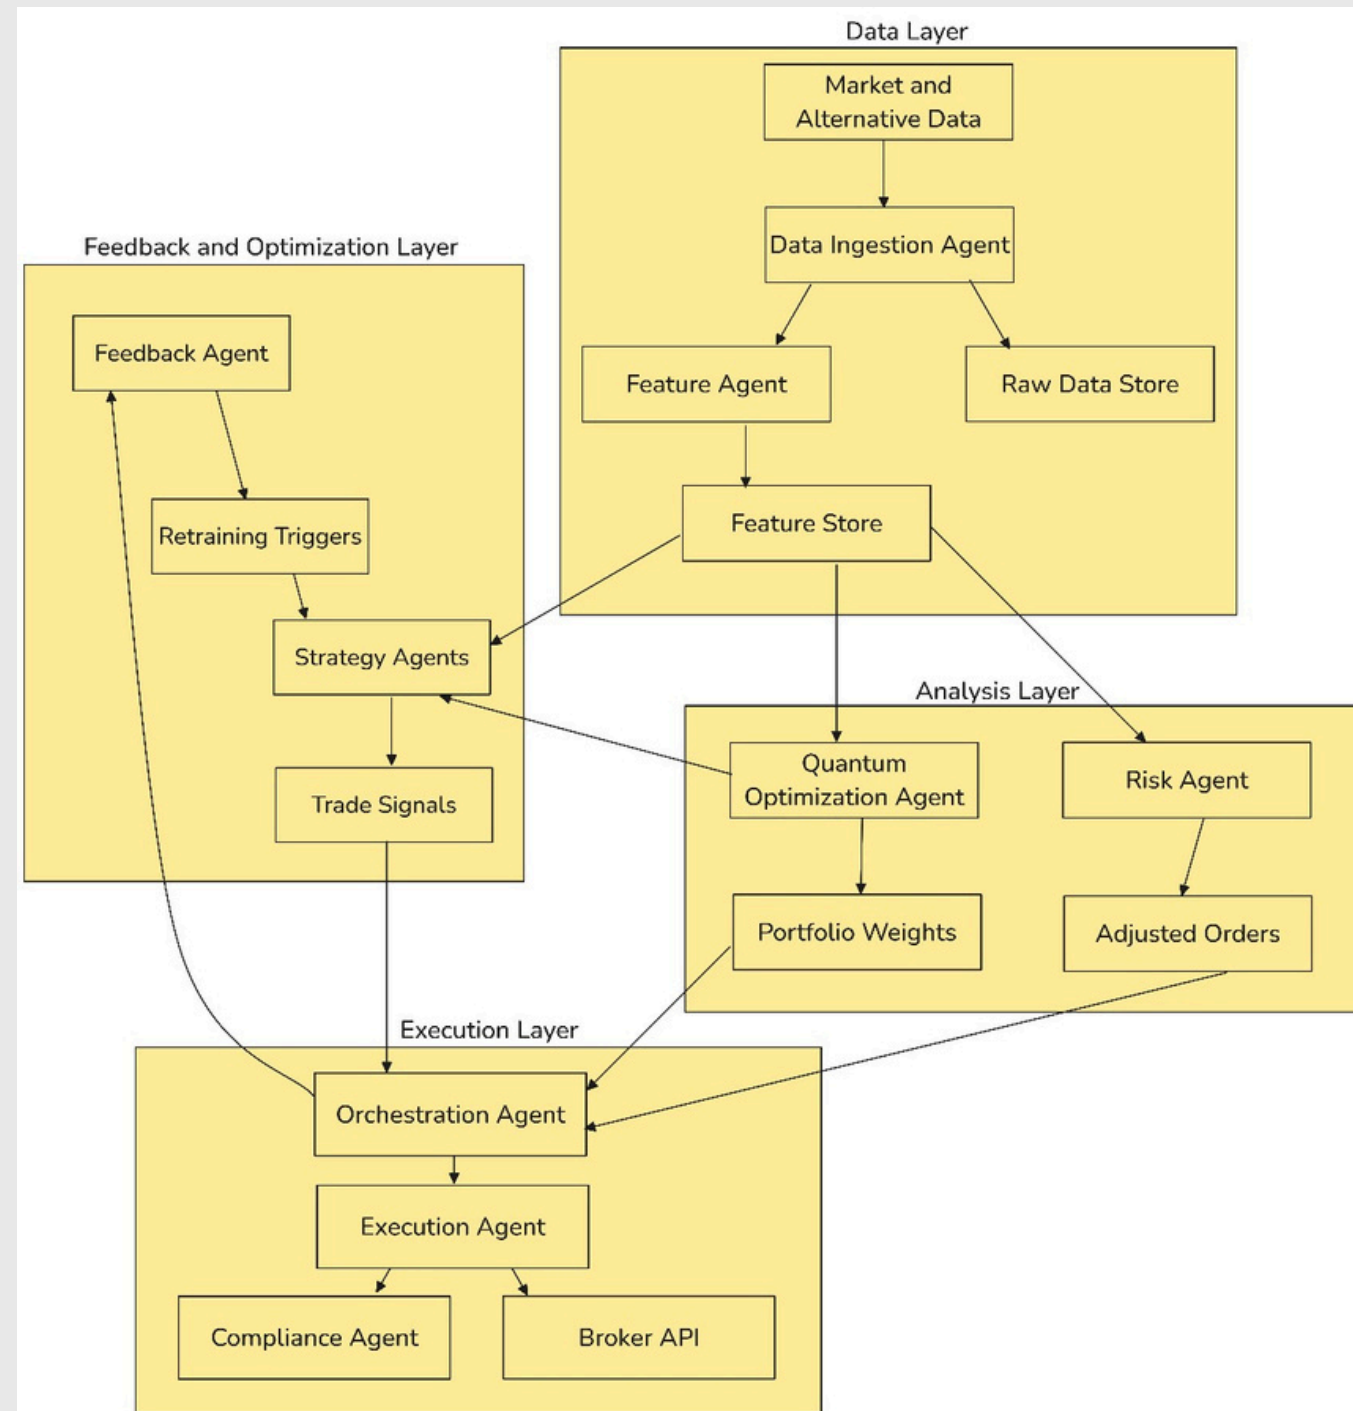 Data Layer
Market and
Alternative Data
Data Ingestion Agent
Feature Agent
Raw Data Store
Feature Store
Feedback and Optimization Layer
Feedback Agent
Retraining Triggers
Strategy Agents
Trade Signals
Analysis Layer
Quantum
Optimization Agent
Risk Agent
Portfolio Weights
Adjusted Orders
Execution Layer
Orchestration Agent
Execution Agent
Compliance Agent
Broker API